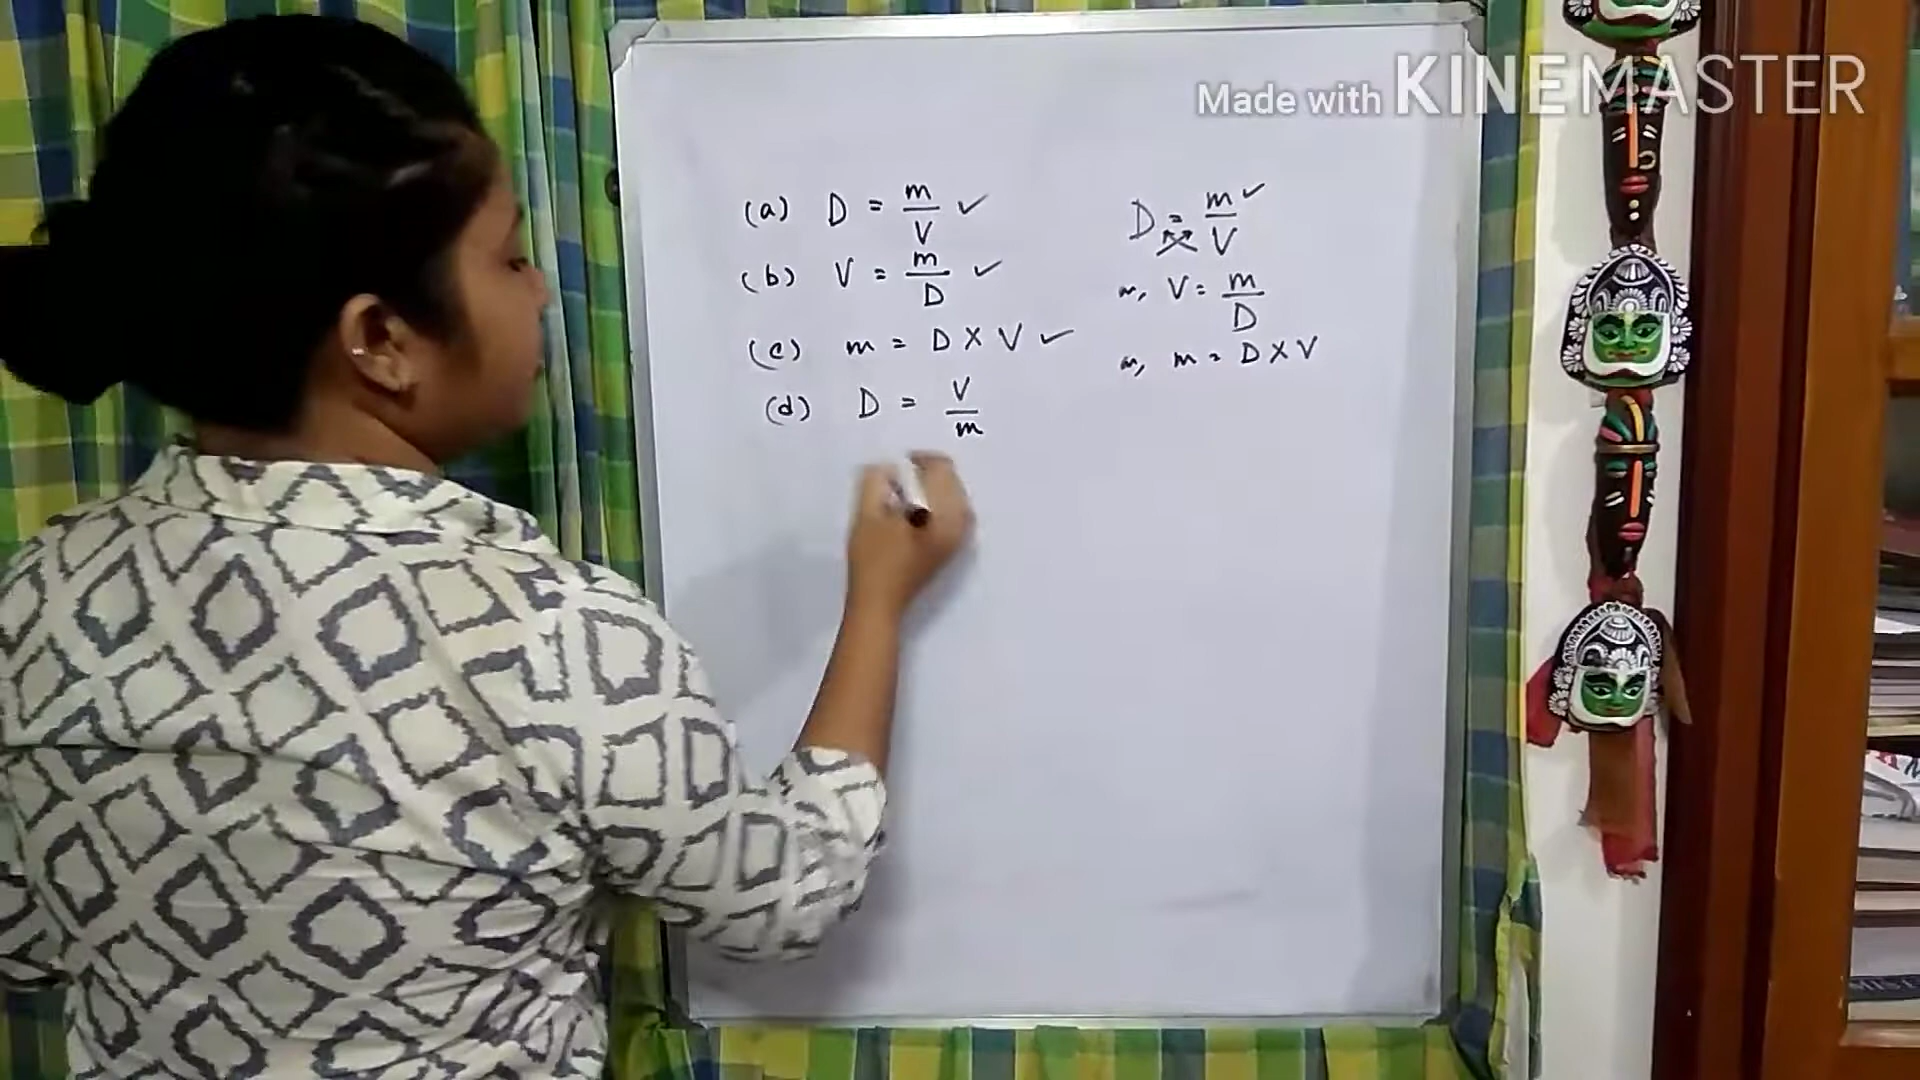 Made with KINEMASTER
(a) D = m/V ✓
(b) V = m/D ✓
(c) m = D X V ✓
(d) D = V/m
D = m/V ✓
V = m/D
m = D X V